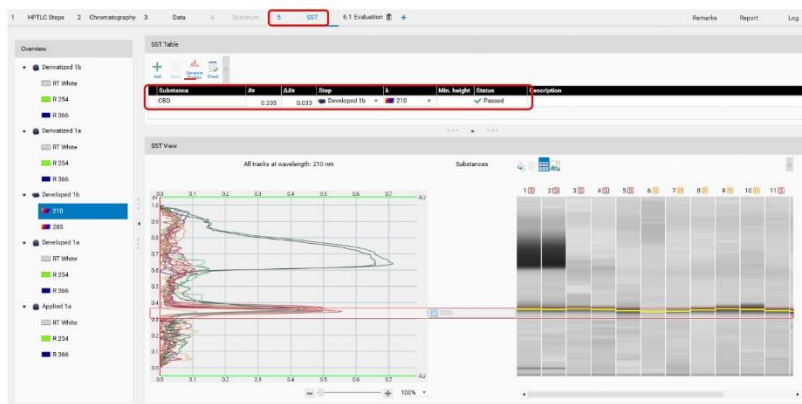 1 HPTLC Steps 2 Chromatography 3 Data 4 Spectrum 5 SST 6.1 Evaluation +
Remarks Report Log
Overview
Derivatized 1b
RT White
R 254
R 366
Derivatized 1a
RT White
R 254
R 366
Developed 1b
210
285
Developed 1a
RT White
R 254
R 366
Applied 1a
RT White
R 254
R 366
SST Table
Add Check
Substance RF ΔRF Step λ Min. height Status Description
CBD 0.335 0.033 Developed 1b 210 Passed
SST View
All tracks at wavelength: 210 nm
Substances
0.0 0.1 0.2 0.3 0.4 0.5 0.6 0.7
AU
1.0
0.9
0.8
0.7
0.6
0.5
0.4
0.3
0.2
0.1
0.0
0.0 0.1 0.2 0.3 0.4 0.5 0.6 0.7
AU
CBD
1 S 2 S 3 S 4 S 5 S 6 R 7 R 8 R 9 R 10 R 11 S
100%